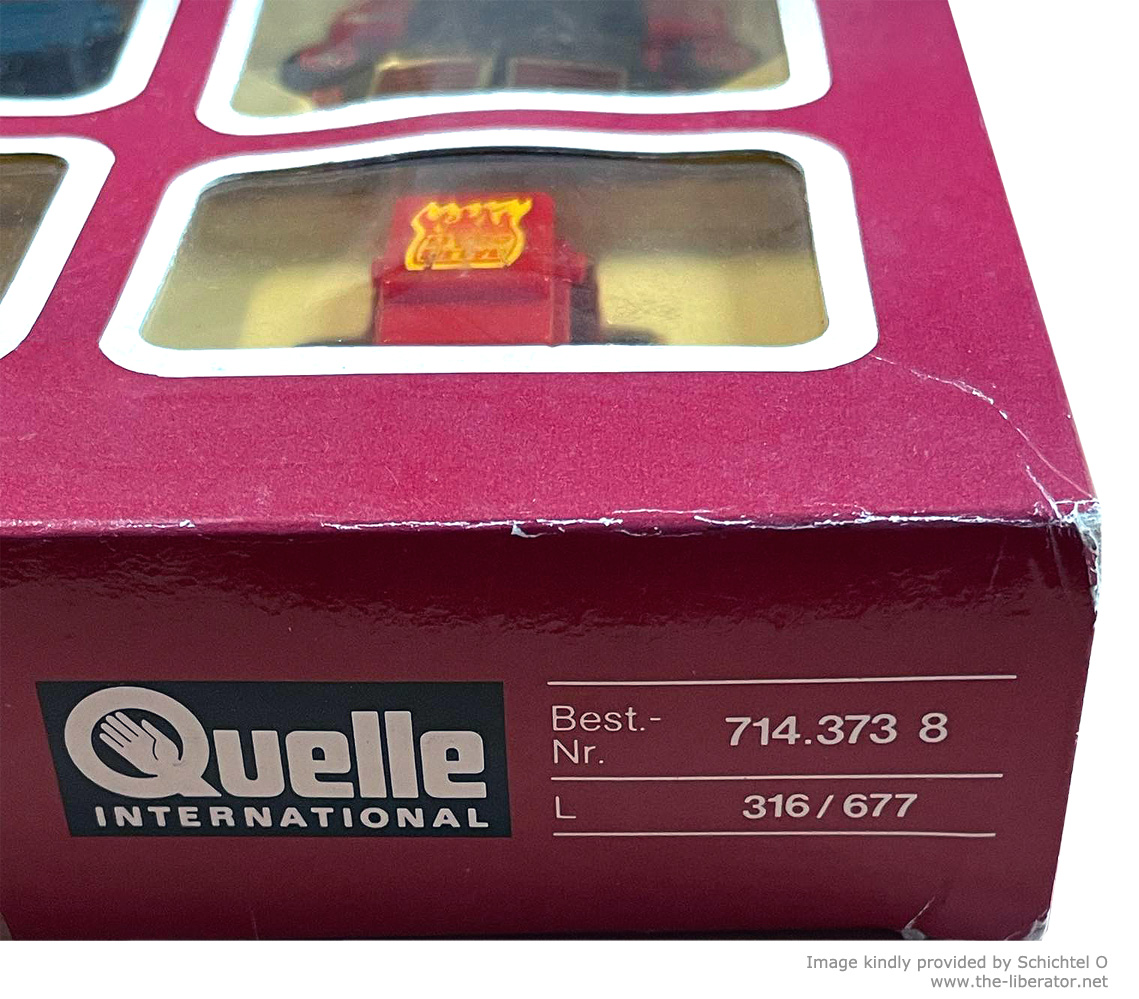 Quelle
INTERNATIONAL
Best.-
Nr.
714.373 8
L
316/677
Image kindly provided by Schichtel O
www.the-liberator.net